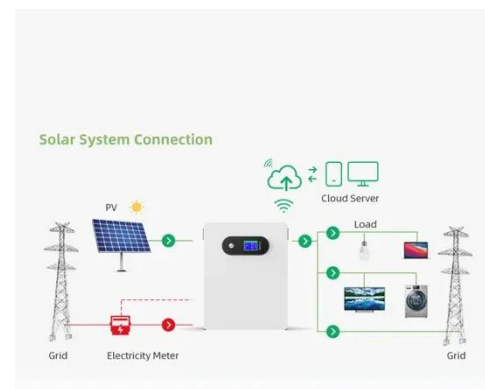 Solar System Connection
Cloud Server
PV
Load
Grid
Electricity Meter
Grid